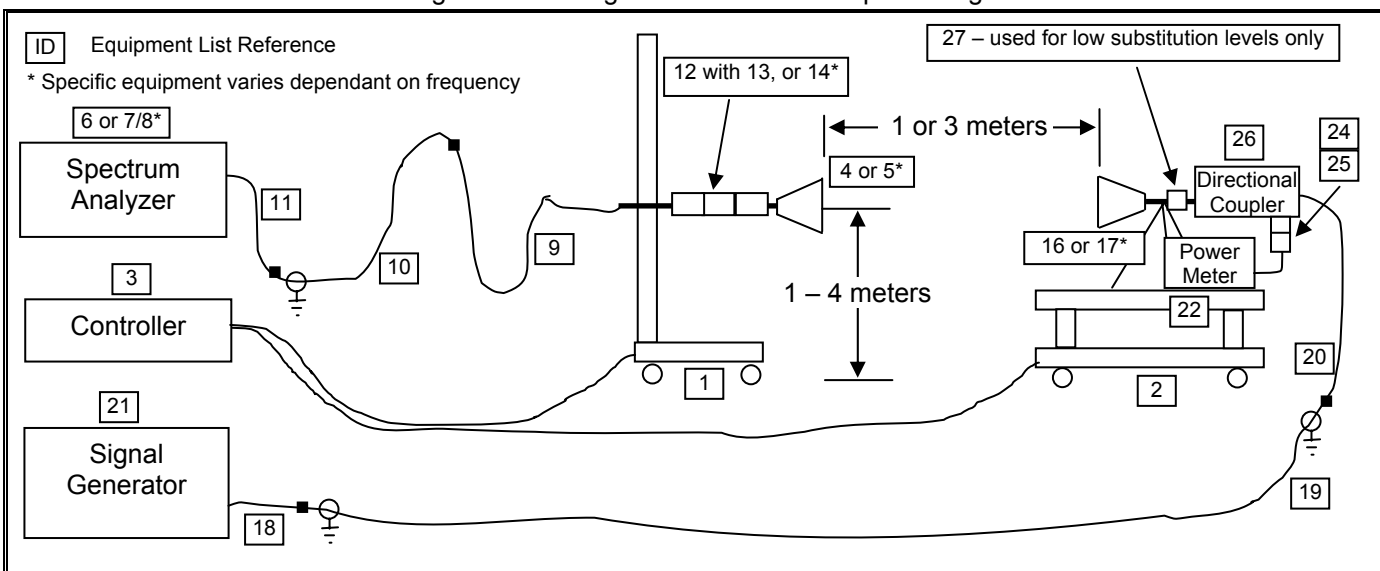 ID Equipment List Reference
* Specific equipment varies dependant on frequency
27 – used for low substitution levels only
12 with 13, or 14*
6 or 7/8*
Spectrum
Analyzer
11
10
9
4 or 5*
1 or 3 meters
26
24
25
Directional
Coupler
16 or 17*
Power
Meter
22
1 – 4 meters
3
Controller
1
2
20
21
Signal
Generator
18
19